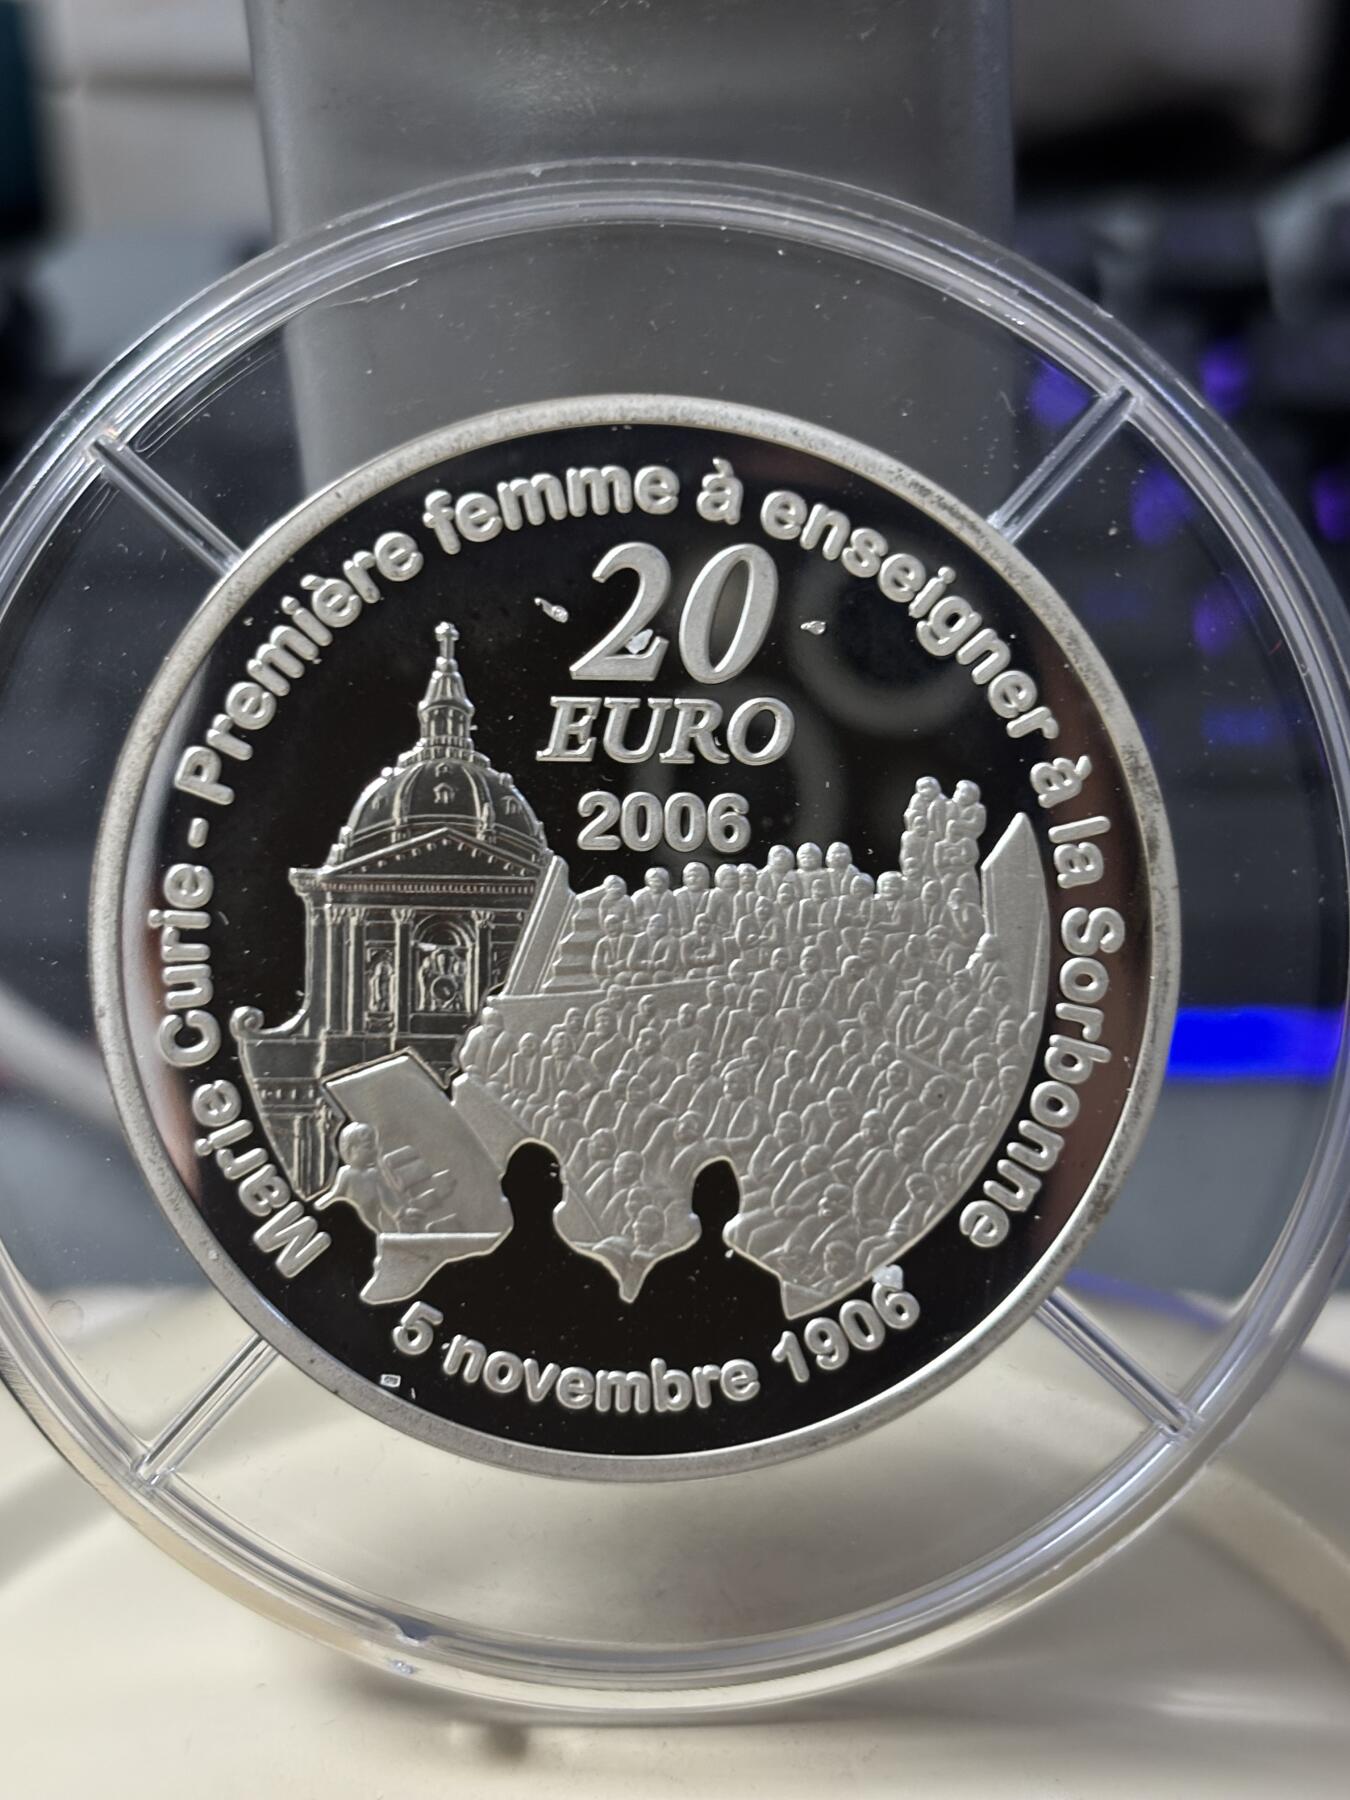 Marie Curie - Première femme à enseigner à la Sorbonne
20
EURO
2006
5 novembre 1906